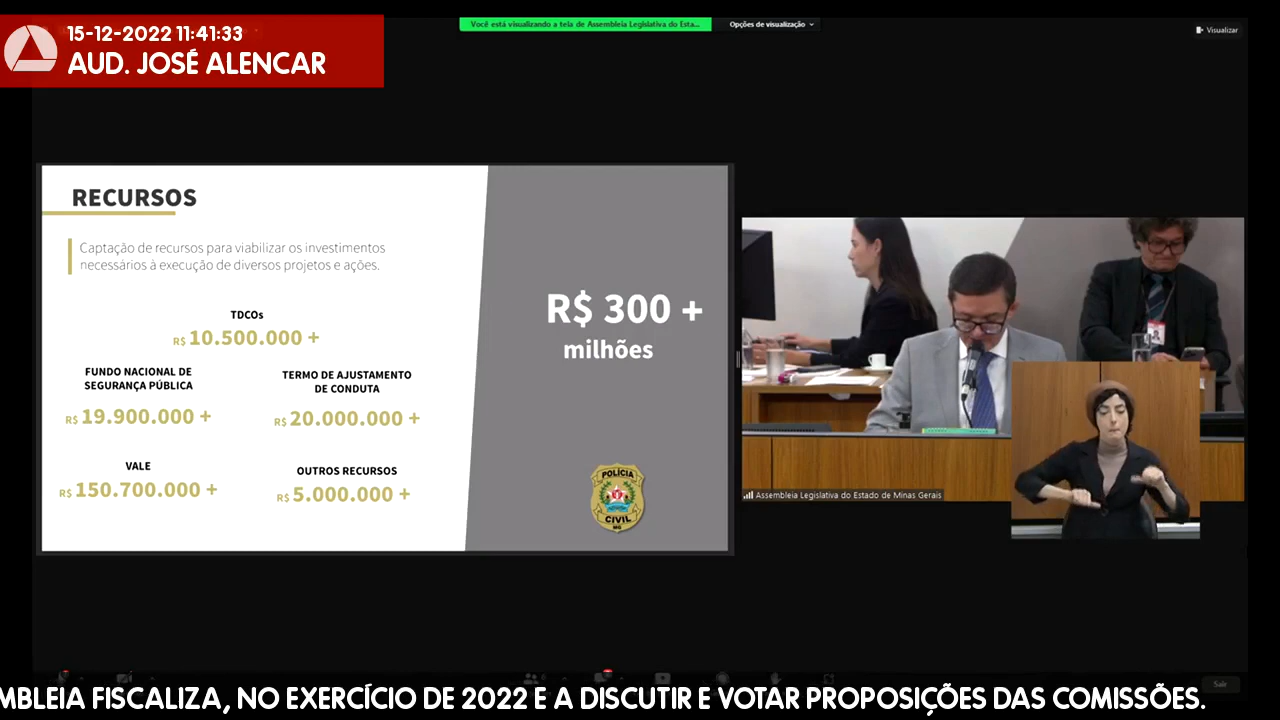 Você está visualizando a tela de Assembleia Legislativa do Esta...
Opções de visualização
Visualizar
15-12-2022 11:41:33
AUD. JOSÉ ALENCAR
RECURSOS
Captação de recursos para viabilizar os investimentos
necessários à execução de diversos projetos e ações.
TDCOs
R$ 10.500.000 +
FUNDO NACIONAL DE
SEGURANÇA PÚBLICA
R$ 19.900.000 +
TERMO DE AJUSTAMENTO
DE CONDUTA
R$ 20.000.000 +
VALE
R$ 150.700.000 +
OUTROS RECURSOS
R$ 5.000.000 +
R$ 300 +
milhões
POLÍCIA
CIVIL
MG
Assembleia Legislativa do Estado de Minas Gerais
Sair
MBLEIA FISCALIZA, NO EXERCÍCIO DE 2022 E A DISCUTIR E VOTAR PROPOSIÇÕES DAS COMISSÕES.